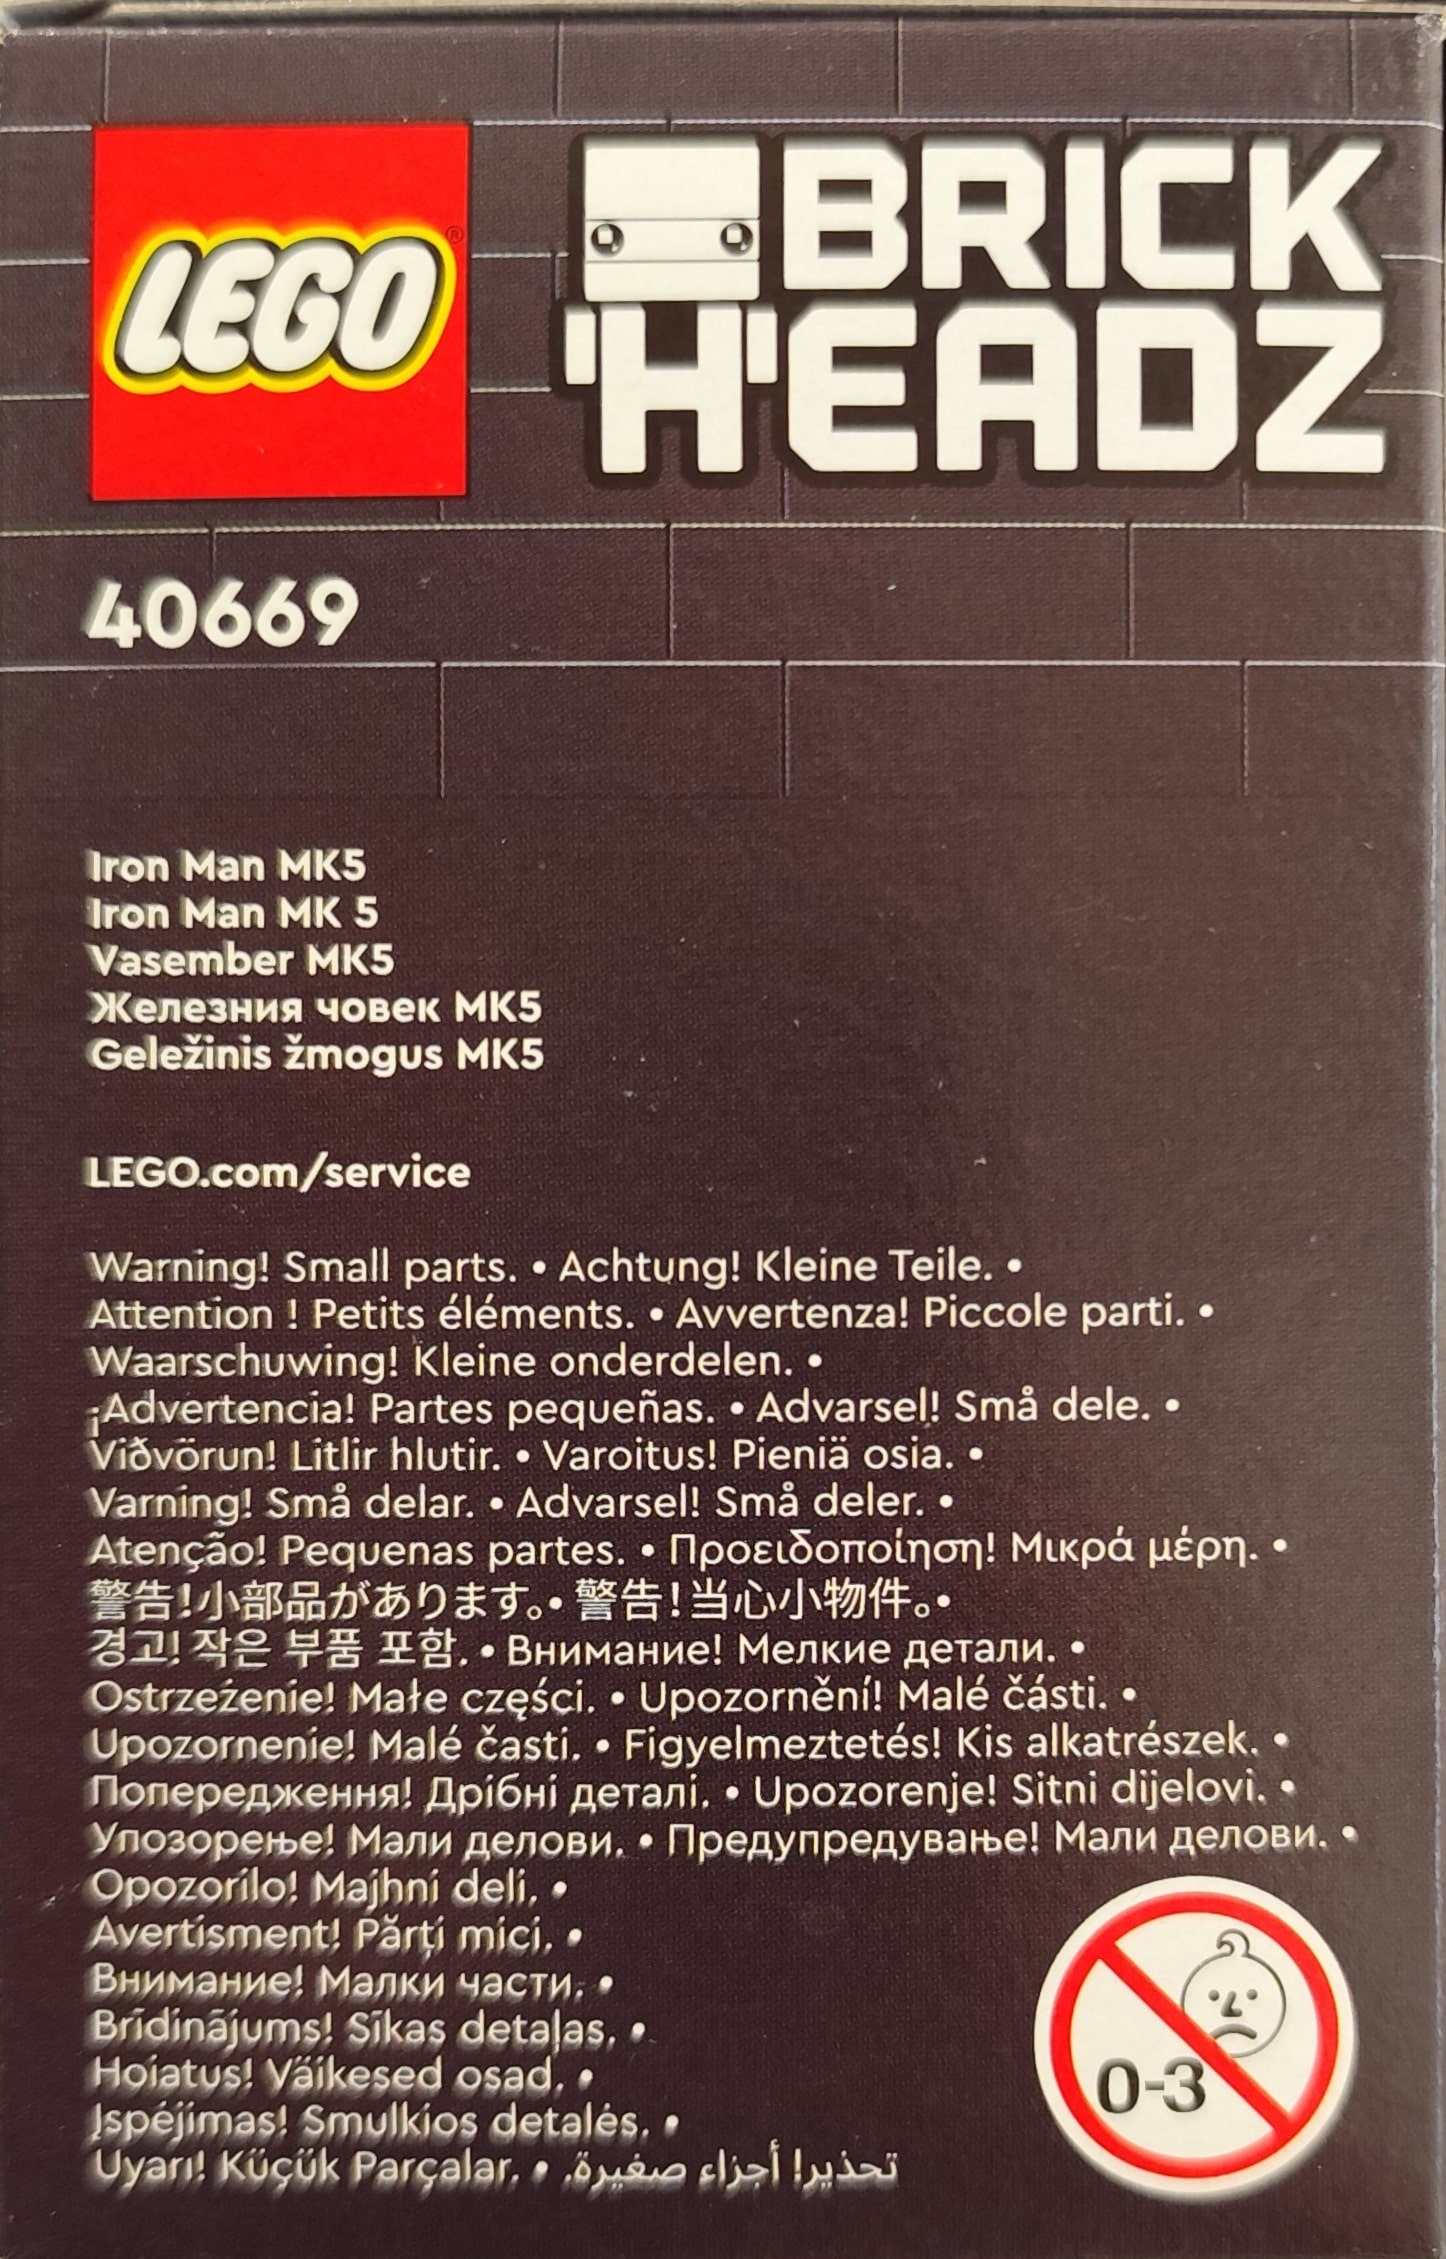 LEGO®
BRICK
'H'EADZ
40669
Iron Man MK5
Iron Man MK 5
Vasember MK5
Железния човек MK5
Geležinis žmogus MK5
LEGO.com/service
Warning! Small parts. • Achtung! Kleine Teile. •
Attention ! Petits éléments. • Avvertenza! Piccole parti. •
Waarschuwing! Kleine onderdelen. •
¡Advertencia! Partes pequeñas. • Advarsel! Små dele. •
Viðvörun! Litlir hlutir. • Varoitus! Pieniä osia. •
Varning! Små delar. • Advarsel! Små deler. •
Atenção! Pequenas partes. • Προειδοποίηση! Μικρά μέρη. •
警告!小部品があります。• 警告!当心小物件。•
경고! 작은 부품 포함. • Внимание! Мелкие детали. •
Ostrzeżenie! Małe części. • Upozornění! Malé části. •
Upozornenie! Malé časti. • Figyelmeztetés! Kis alkatrészek. •
Попередження! Дрібні деталі. • Upozorenje! Sitni dijelovi. •
Упозорење! Мали делови. • Предупредување! Мали делови. •
Opozorilo! Majhni deli. •
Avertisment! Părți mici. •
Внимание! Малки части. •
Brīdinājums! Sīkas detaļas. •
Hoiatus! Väikesed osad. •
Įspėjimas! Smulkios detalės. •
Uyarı! Küçük Parçalar. • تحذير! أجزاء صغيرة.
0-3